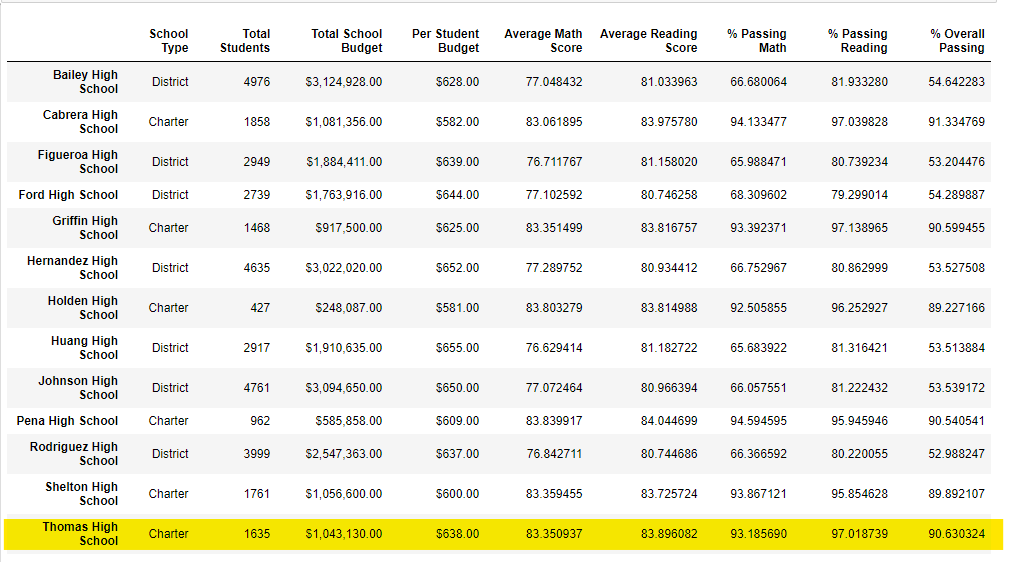 School Type Total Students Total School Budget Per Student Budget Average Math Score Average Reading Score % Passing Math % Passing Reading % Overall Passing
Bailey High School District 4976 $3,124,928.00 $628.00 77.048432 81.033963 66.680064 81.933280 54.642283
Cabrera High School Charter 1858 $1,081,356.00 $582.00 83.061895 83.975780 94.133477 97.039828 91.334769
Figueroa High School District 2949 $1,884,411.00 $639.00 76.711767 81.158020 65.988471 80.739234 53.204476
Ford High School District 2739 $1,763,916.00 $644.00 77.102592 80.746258 68.309602 79.299014 54.289887
Griffin High School Charter 1468 $917,500.00 $625.00 83.351499 83.816757 93.392371 97.138965 90.599455
Hernandez High School District 4635 $3,022,020.00 $652.00 77.289752 80.934412 66.752967 80.862999 53.527508
Holden High School Charter 427 $248,087.00 $581.00 83.803279 83.814988 92.505855 96.252927 89.227166
Huang High School District 2917 $1,910,635.00 $655.00 76.629414 81.182722 65.683922 81.316421 53.513884
Johnson High School District 4761 $3,094,650.00 $650.00 77.072464 80.966394 66.057551 81.222432 53.539172
Pena High School Charter 962 $585,858.00 $609.00 83.839917 84.044699 94.594595 95.945946 90.540541
Rodriguez High School District 3999 $2,547,363.00 $637.00 76.842711 80.744686 66.366592 80.220055 52.988247
Shelton High School Charter 1761 $1,056,600.00 $600.00 83.359455 83.725724 93.867121 95.854628 89.892107
Thomas High School Charter 1635 $1,043,130.00 $638.00 83.350937 83.896082 93.185690 97.018739 90.630324